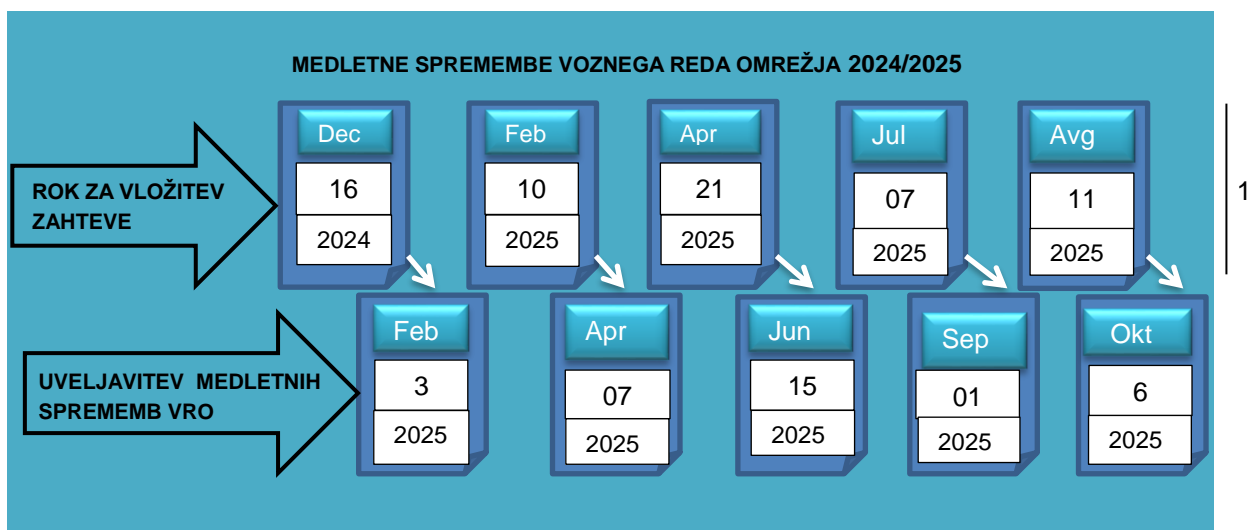 MEDLETNE SPREMEMBE VOZNEGA REDA OMREŽJA 2024/2025
ROK ZA VLOŽITEV
ZAHTEVE
Dec
16
2024
Feb
10
2025
Apr
21
2025
Jul
07
2025
Avg
11
2025
1
UVELJAVITEV MEDLETNIH
SPREMEMB VRO
Feb
3
2025
Apr
07
2025
Jun
15
2025
Sep
01
2025
Okt
6
2025